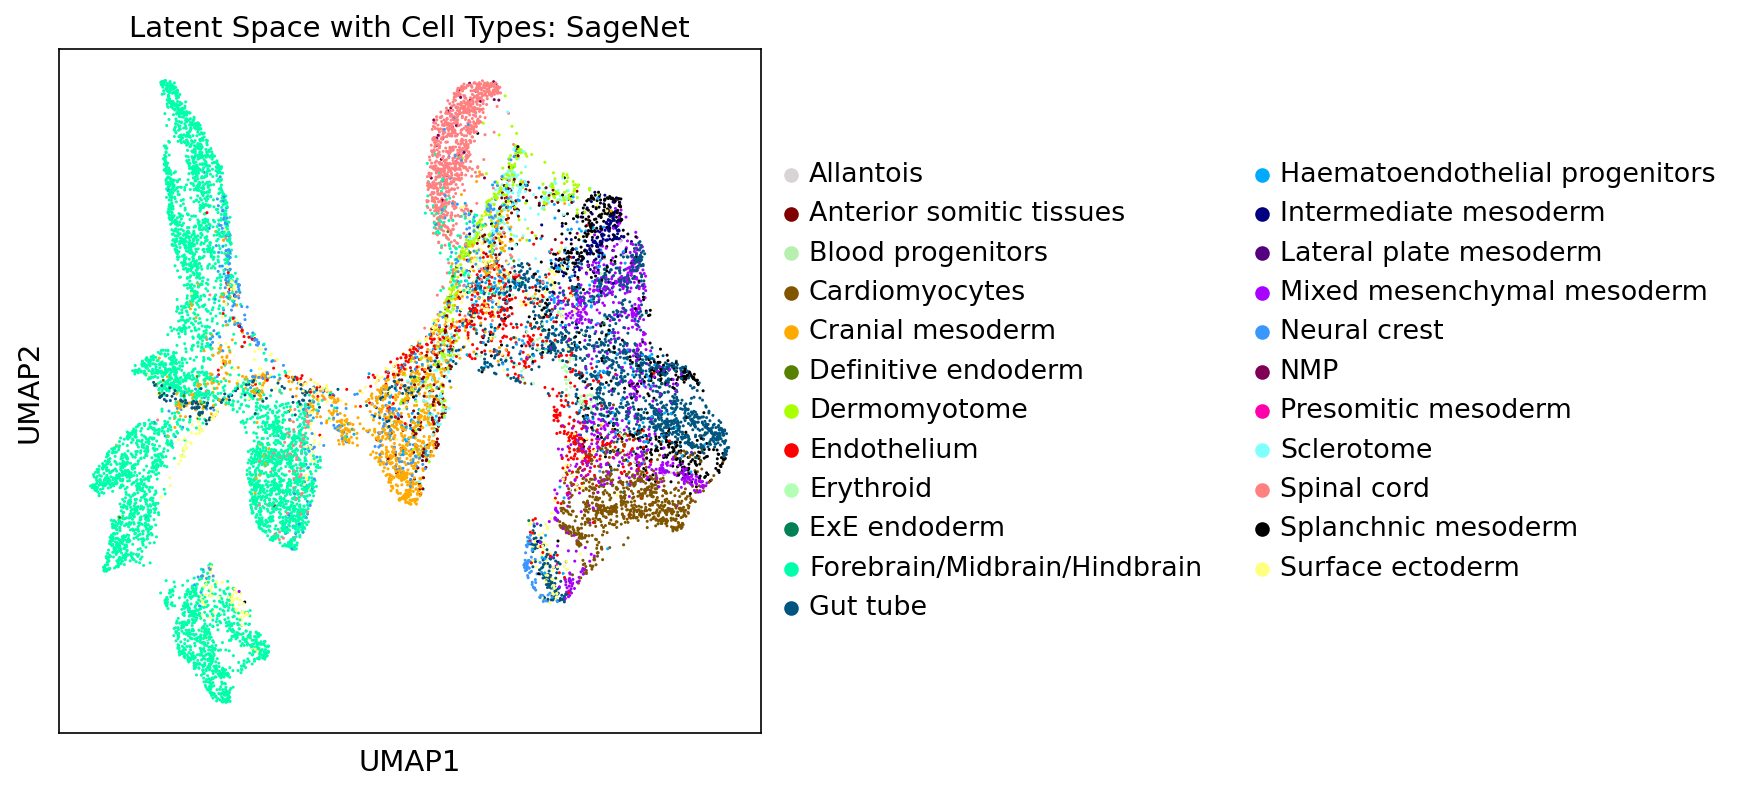 Latent Space with Cell Types: SageNet
UMAP2
UMAP1
Allantois
Anterior somitic tissues
Blood progenitors
Cardiomyocytes
Cranial mesoderm
Definitive endoderm
Dermomyotome
Endothelium
Erythroid
ExE endoderm
Forebrain/Midbrain/Hindbrain
Gut tube
Haematoendothelial progenitors
Intermediate mesoderm
Lateral plate mesoderm
Mixed mesenchymal mesoderm
Neural crest
NMP
Presomitic mesoderm
Sclerotome
Spinal cord
Splanchnic mesoderm
Surface ectoderm